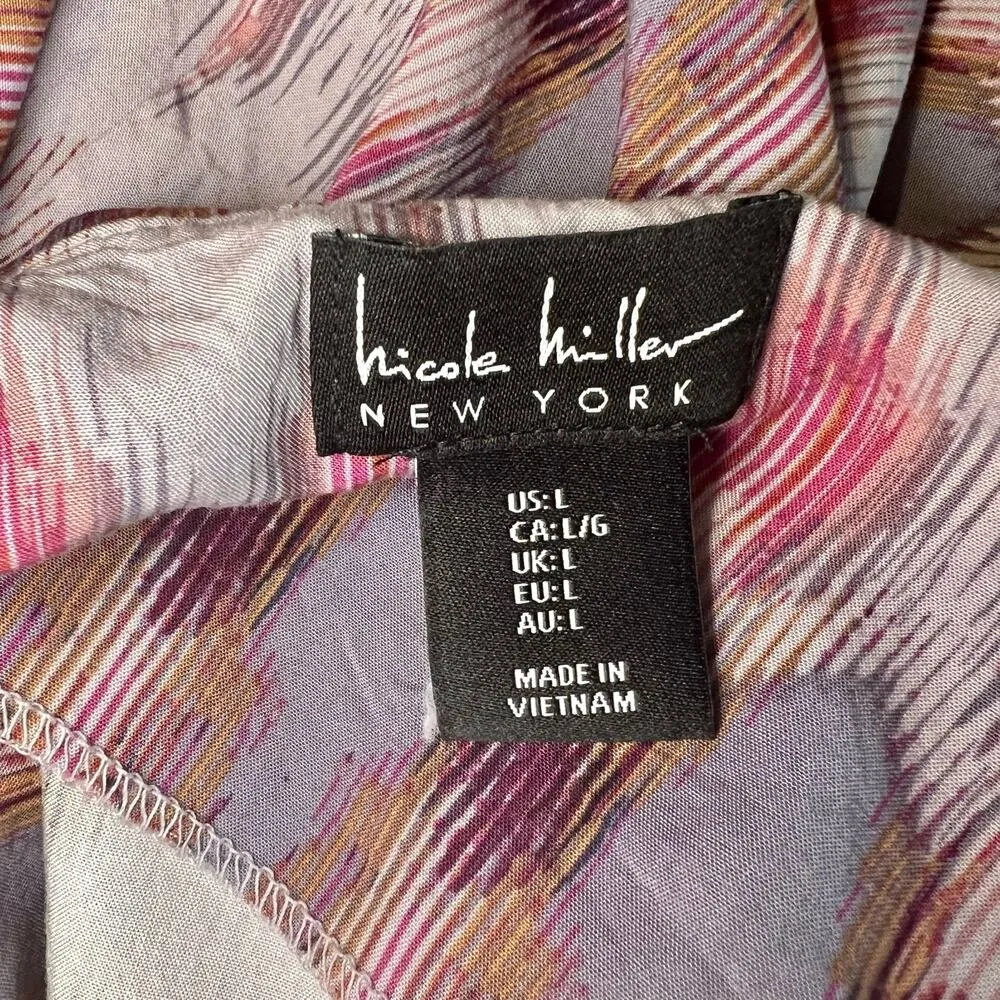 Nicole Miller
NEW YORK
US: L
CA: L/G
UK: L
EU: L
AU: L
MADE IN
VIETNAM